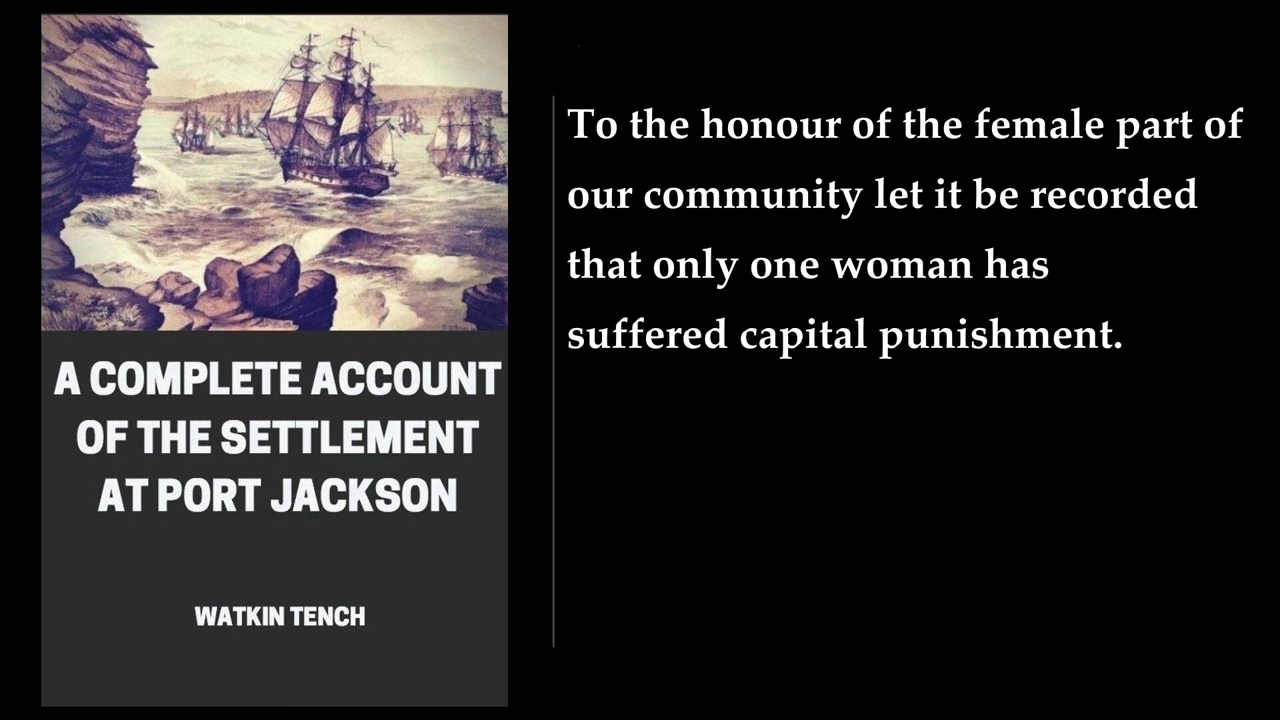 A COMPLETE ACCOUNT
OF THE SETTLEMENT
AT PORT JACKSON
WATKIN TENCH
To the honour of the female part of
our community let it be recorded
that only one woman has
suffered capital punishment.